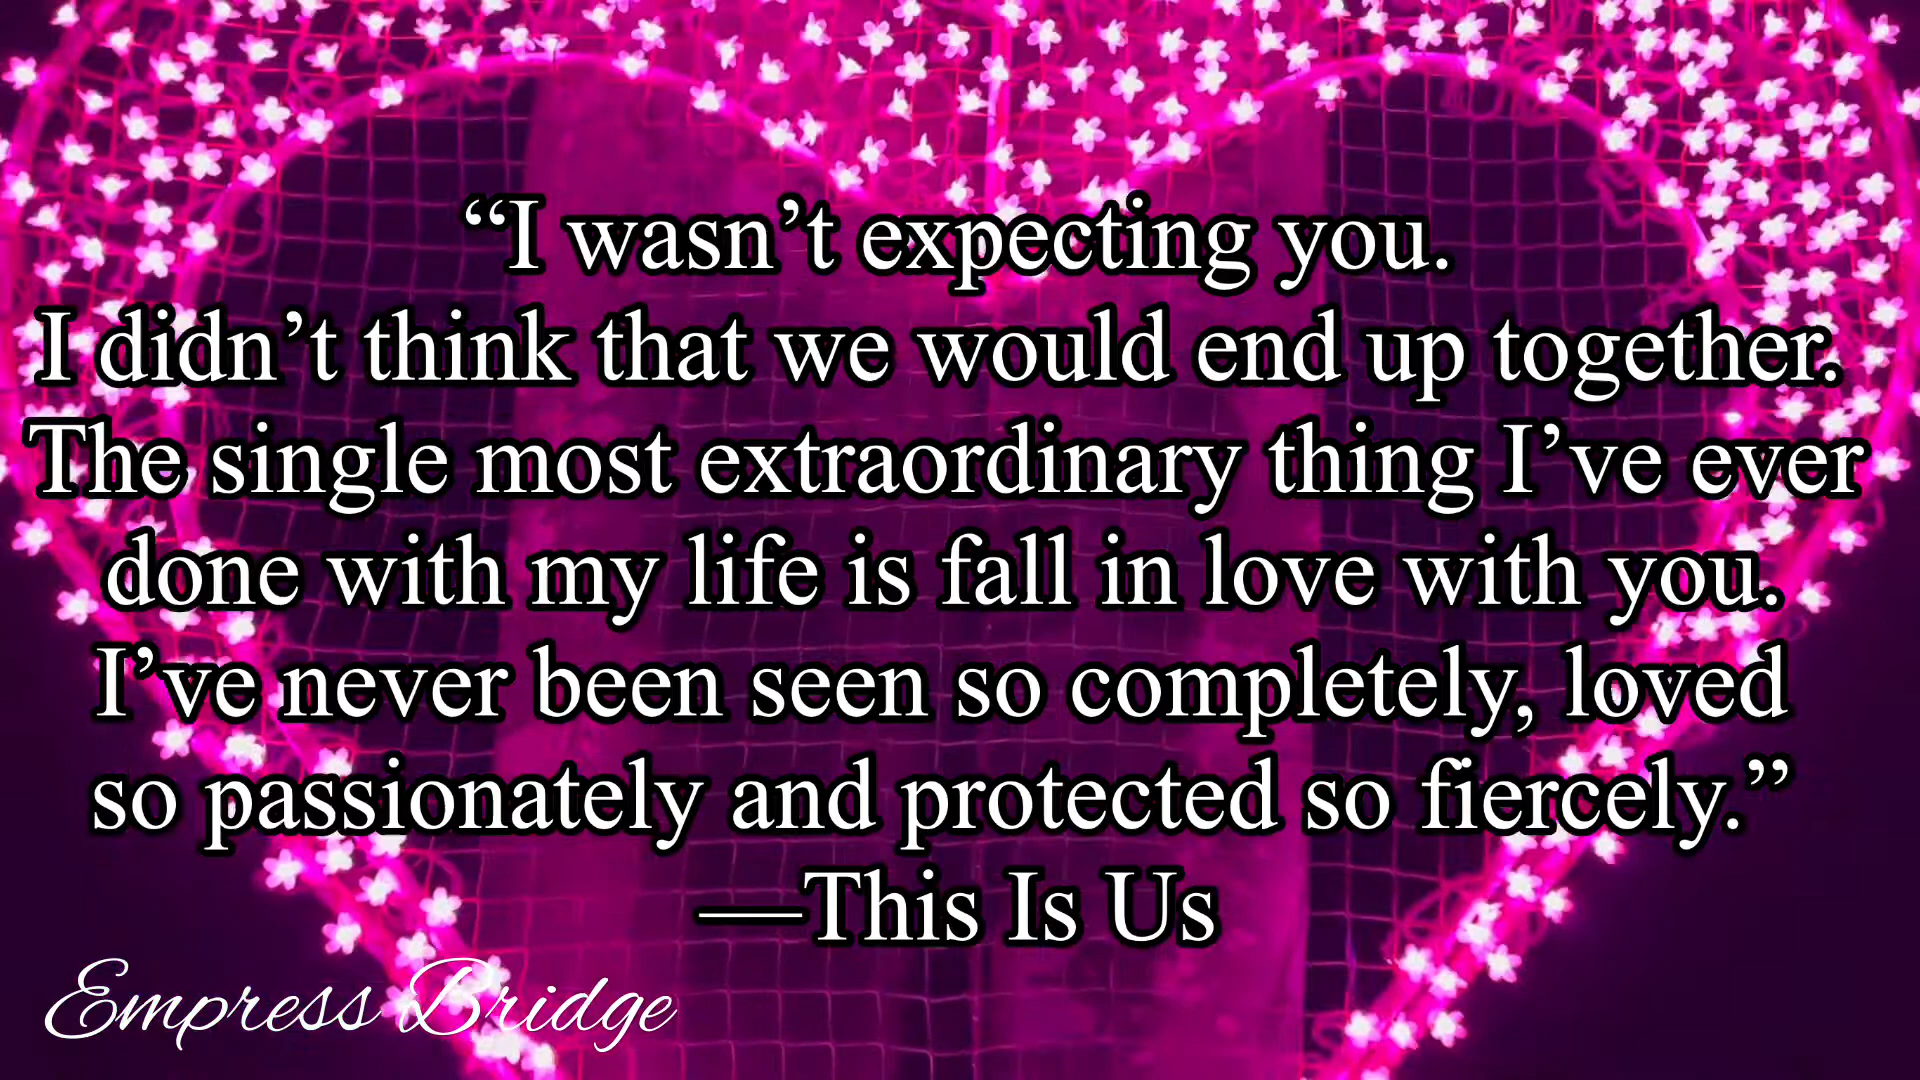 “I wasn’t expecting you.
I didn’t think that we would end up together.
The single most extraordinary thing I’ve ever
done with my life is fall in love with you.
I’ve never been seen so completely, loved
so passionately and protected so fiercely.”
—This Is Us
Empress Bridge